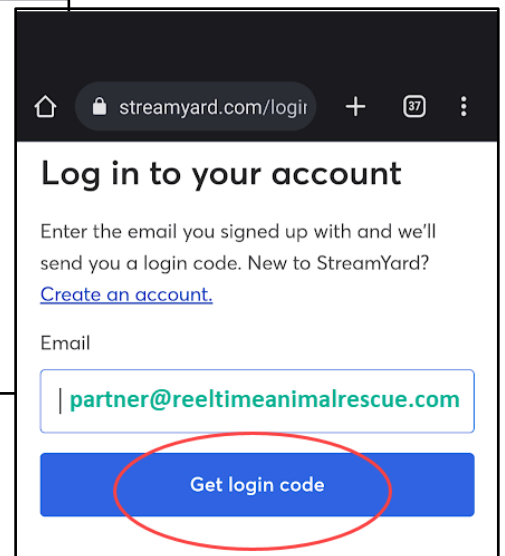 streamyard.com/login
37
Log in to your account
Enter the email you signed up with and we'll
send you a login code. New to StreamYard?
Create an account.
Email
partner@reeltimeanimalrescue.com
Get login code